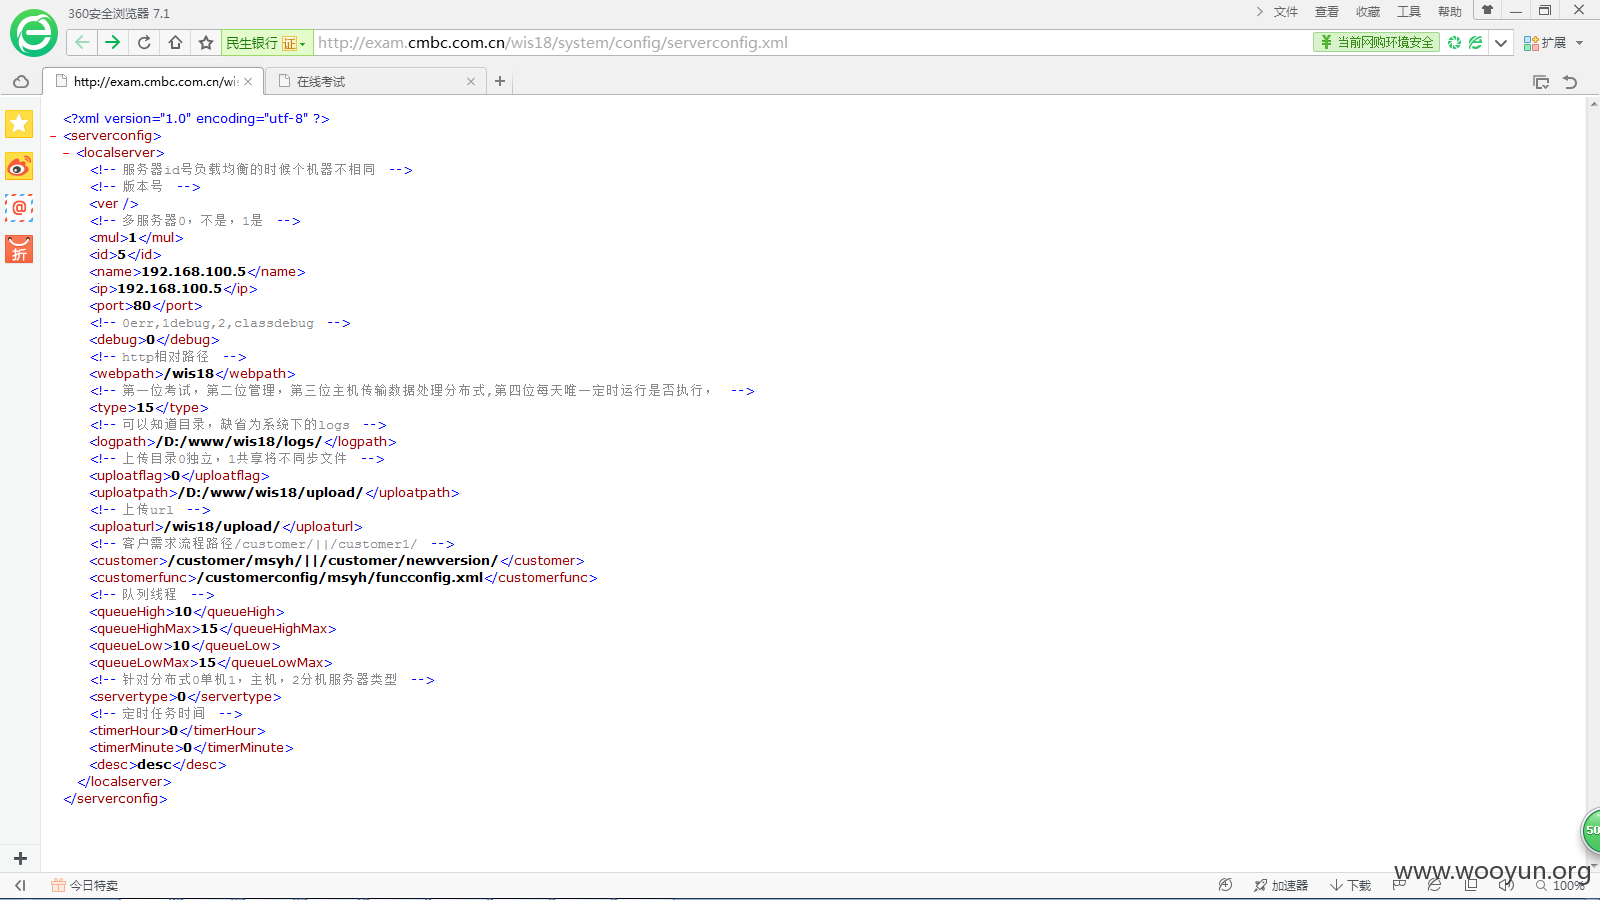 360安全浏览器 7.1
文件 查看 收藏 工具 帮助
民生银行 证 http://exam.cmbc.com.cn/wis18/system/config/serverconfig.xml ¥ 当前网购环境安全 扩展
http://exam.cmbc.com.cn/wis 在线考试
<?xml version="1.0" encoding="utf-8" ?>
- <serverconfig>
- <localserver>
<!-- 服务器id号负载均衡的时候个机器不相同 -->
<!-- 版本号 -->
<ver />
<!-- 多服务器0，不是，1是 -->
<mul>1</mul>
<id>5</id>
<name>192.168.100.5</name>
<ip>192.168.100.5</ip>
<port>80</port>
<!-- 0err,1debug,2,classdebug -->
<debug>0</debug>
<!-- http相对路径 -->
<webpath>/wis18</webpath>
<!-- 第一位考试，第二位管理，第三位主机传输数据处理分布式,第四位每天唯一定时运行是否执行， -->
<type>15</type>
<!-- 可以知道目录，缺省为系统下的logs -->
<logpath>/D:/www/wis18/logs/</logpath>
<!-- 上传目录0独立，1共享将不同步文件 -->
<uploatflag>0</uploatflag>
<uploatpath>/D:/www/wis18/upload/</uploatpath>
<!-- 上传url -->
<uploaturl>/wis18/upload/</uploaturl>
<!-- 客户需求流程路径/customer/||/customer1/ -->
<customer>/customer/msyh/||/customer/newversion/</customer>
<customerfunc>/customerconfig/msyh/funcconfig.xml</customerfunc>
<!-- 队列线程 -->
<queueHigh>10</queueHigh>
<queueHighMax>15</queueHighMax>
<queueLow>10</queueLow>
<queueLowMax>15</queueLowMax>
<!-- 针对分布式0单机1，主机，2分机服务器类型 -->
<servertype>0</servertype>
<!-- 定时任务时间 -->
<timerHour>0</timerHour>
<timerMinute>0</timerMinute>
<desc>desc</desc>
</localserver>
</serverconfig>
@
折
50
www.wooyun.org
今日特卖 加速器 下载 100%